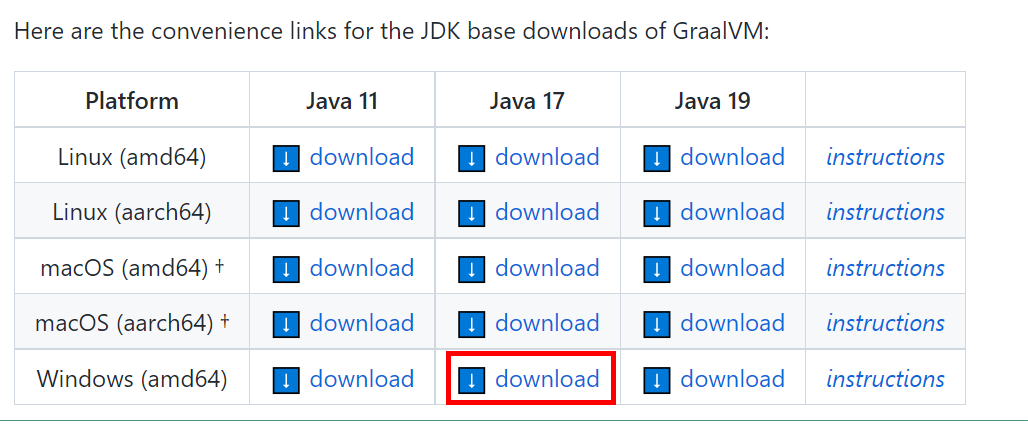 Here are the convenience links for the JDK base downloads of GraalVM:
Platform Java 11 Java 17 Java 19
Linux (amd64) ↓ download ↓ download ↓ download instructions
Linux (aarch64) ↓ download ↓ download ↓ download instructions
macOS (amd64) † ↓ download ↓ download ↓ download instructions
macOS (aarch64) † ↓ download ↓ download ↓ download instructions
Windows (amd64) ↓ download ↓ download ↓ download instructions